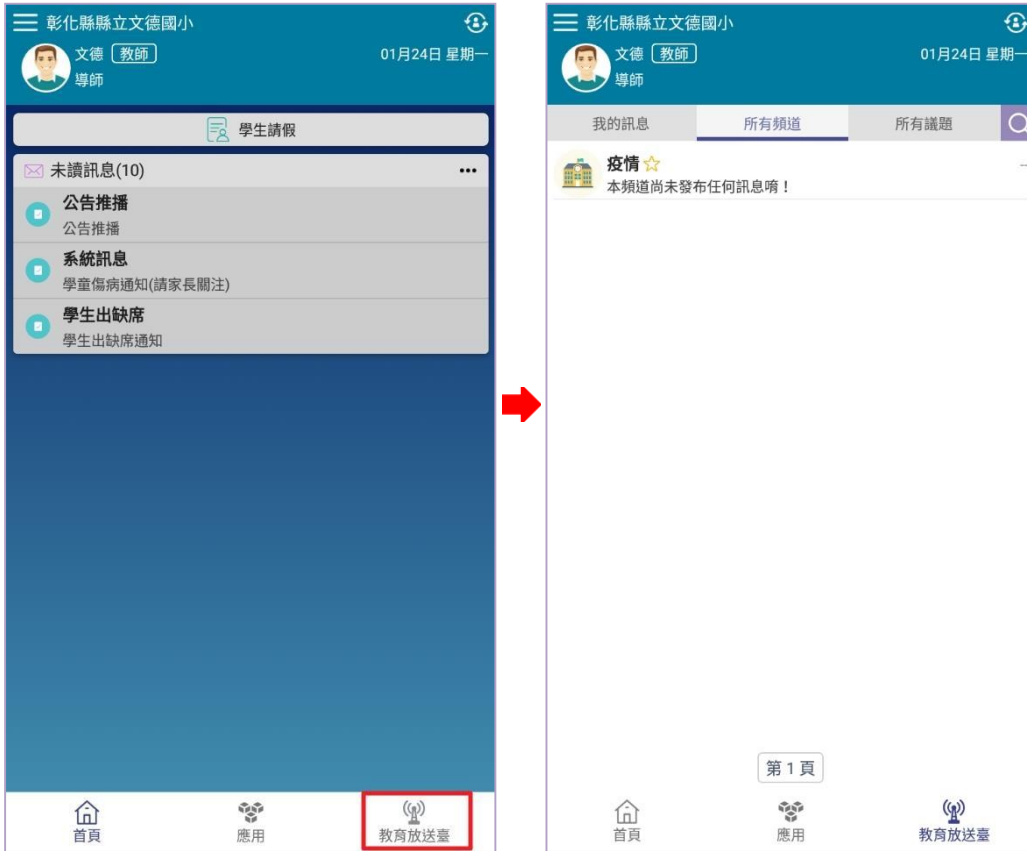 彰化縣縣立文德國小
文德 教師
01月24日 星期一
導師
學生請假
未讀訊息(10)
公告推播
公告推播
系統訊息
學童傷病通知(請家長關注)
學生出缺席
學生出缺席通知
首頁
應用
教育放送臺
彰化縣縣立文德國小
文德 教師
01月24日 星期一
導師
我的訊息
所有頻道
所有議題
疫情
本頻道尚未發布任何訊息唷！
第 1 頁
首頁
應用
教育放送臺